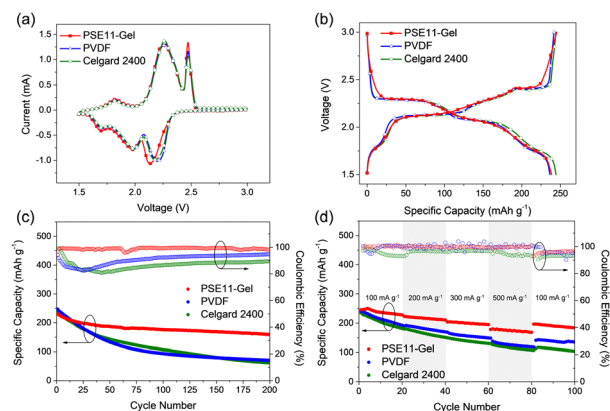 (a)
PSE11-Gel
PVDF
Celgard 2400
Current (mA)
1.5
1.0
0.5
0.0
-0.5
-1.0
1.5 2.0 2.5 3.0
Voltage (V)
(b)
PSE11-Gel
PVDF
Celgard 2400
Voltage (V)
3.0
2.5
2.0
1.5
0 50 100 150 200 250
Specific Capacity (mAh g⁻¹)
(c)
Specific Capacity (mAh g⁻¹)
500
400
300
200
100
0
PSE11-Gel
PVDF
Celgard 2400
100
80
60
40
20
0
Coulombic Efficiency (%)
0 25 50 75 100 125 150 175 200
Cycle Number
(d)
Specific Capacity (mAh g⁻¹)
500
400
300
200
100
0
100 mA g⁻¹ 200 mA g⁻¹ 300 mA g⁻¹ 500 mA g⁻¹ 100 mA g⁻¹
PSE11-Gel
PVDF
Celgard 2400
100
80
60
40
20
0
Coulombic Efficiency (%)
0 20 40 60 80 100
Cycle Number